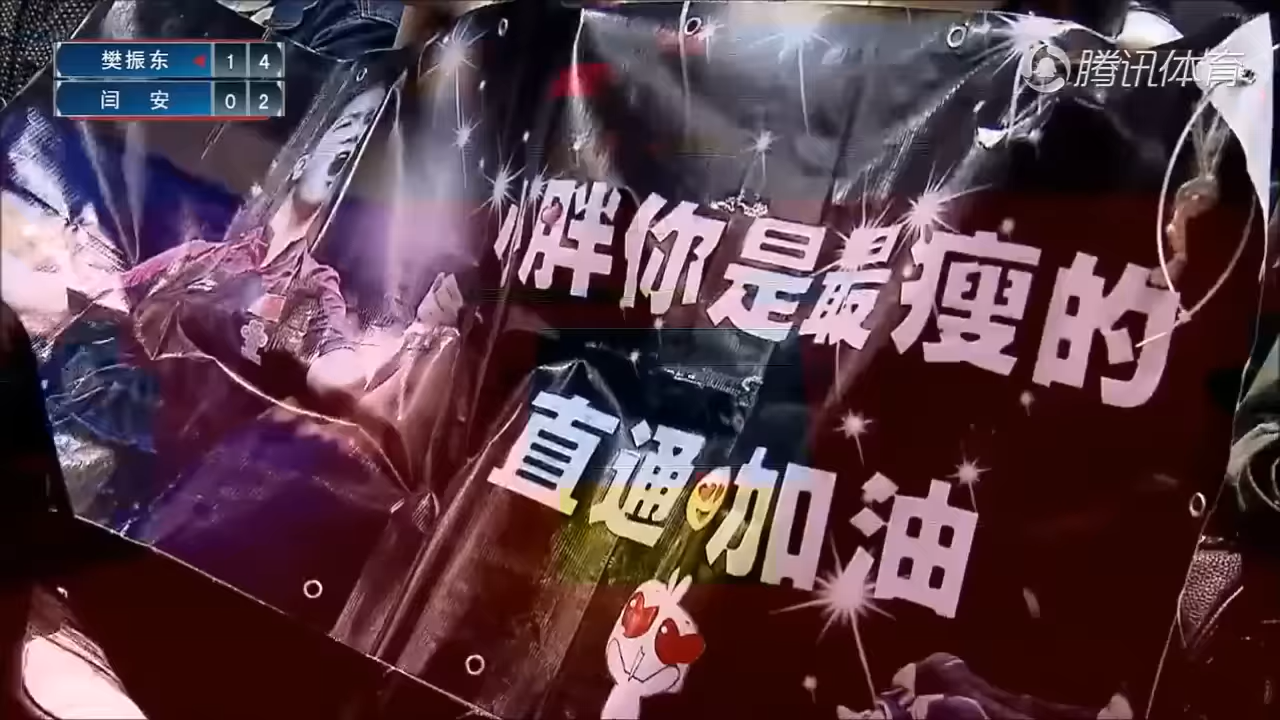 樊振东 1 4
闫安 0 2
腾讯体育
小胖你是最瘦的
直通加油